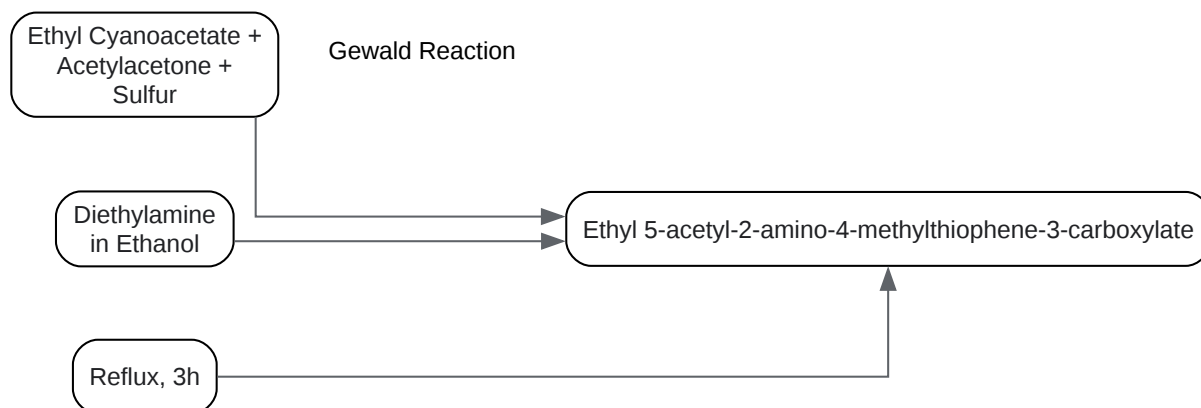 Ethyl Cyanoacetate +
Acetylacetone +
Sulfur
Gewald Reaction
Diethylamine
in Ethanol
Ethyl 5-acetyl-2-amino-4-methylthiophene-3-carboxylate
Reflux, 3h